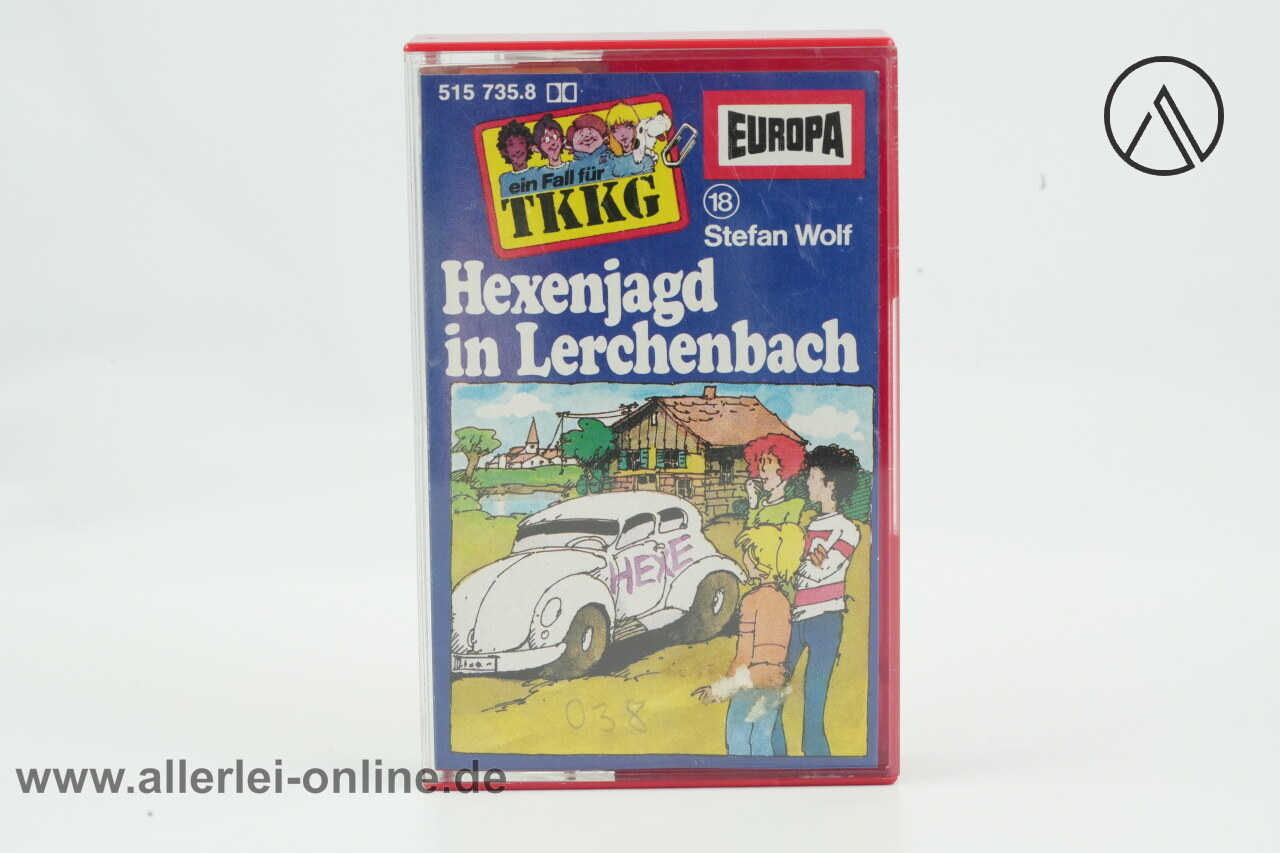 515 735.8
ein Fall für
TKKG
EUROPA
18
Stefan Wolf
Hexenjagd
in Lerchenbach
HEXE
038
www.allerlei-online.de